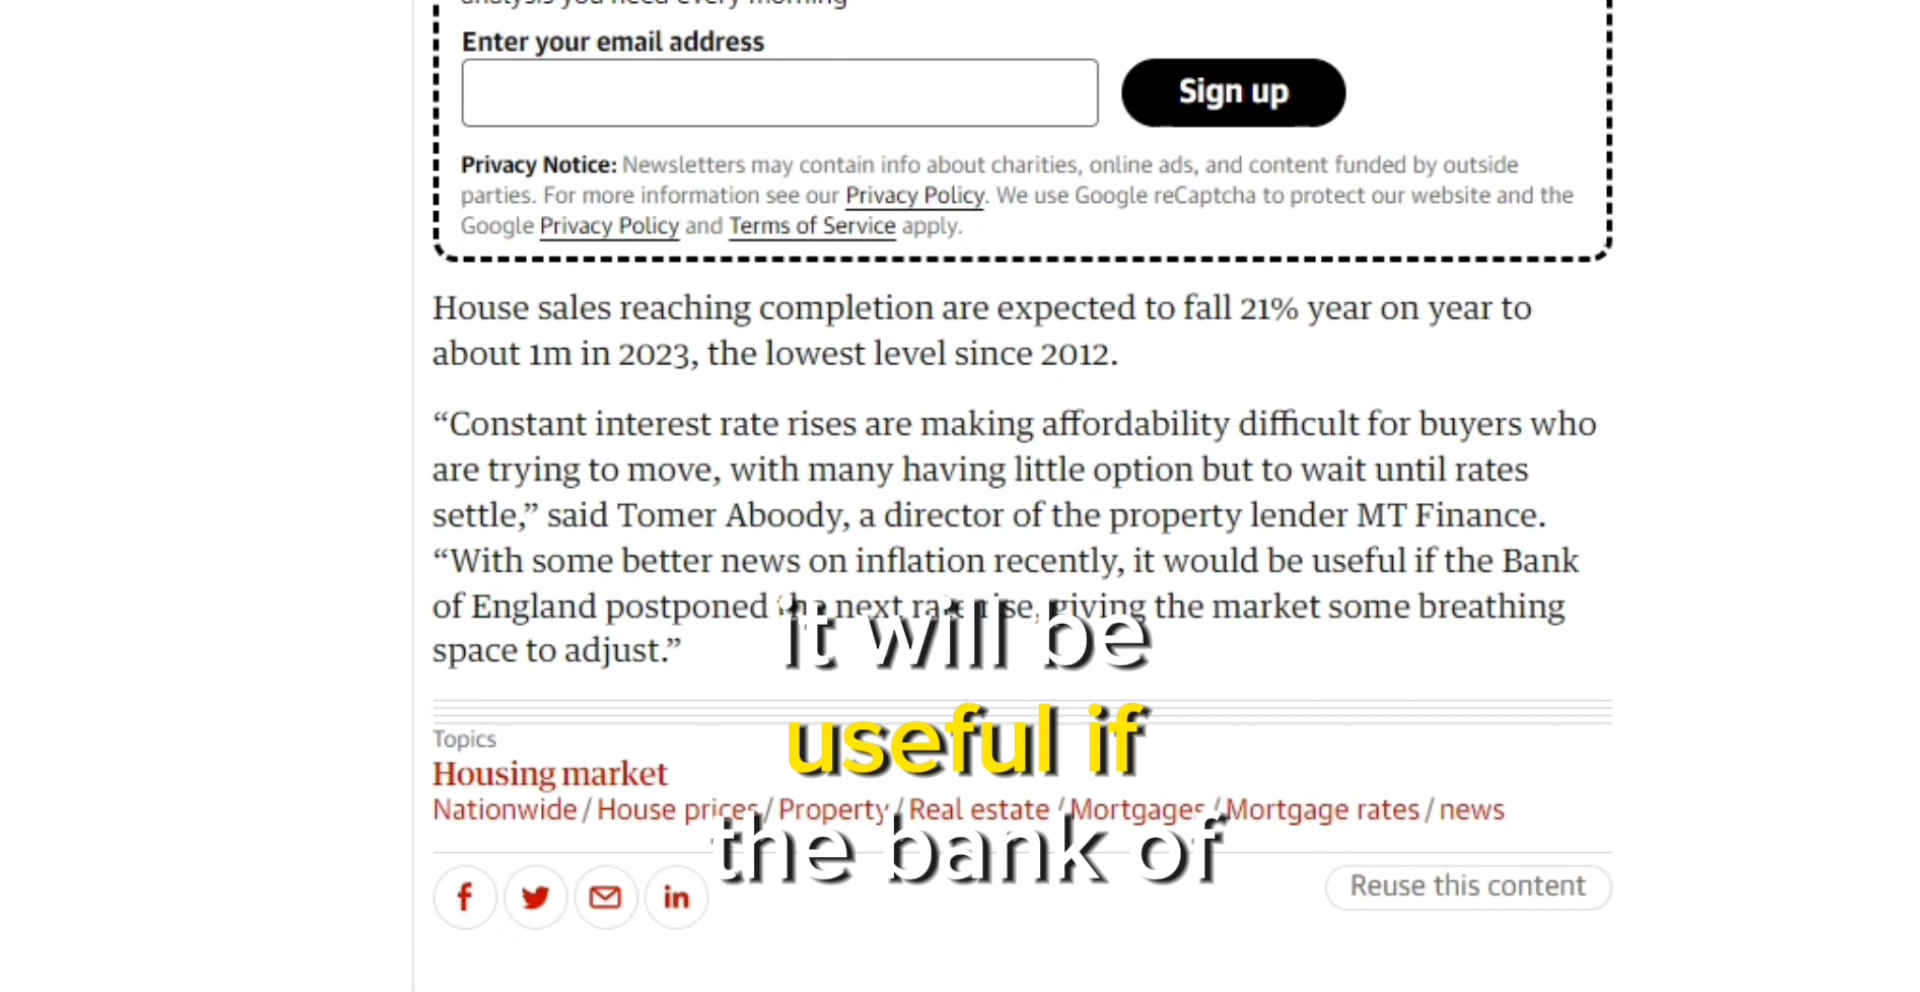 Enter your email address
Sign up
Privacy Notice: Newsletters may contain info about charities, online ads, and content funded by outside
parties. For more information see our Privacy Policy. We use Google reCaptcha to protect our website and the
Google Privacy Policy and Terms of Service apply.
House sales reaching completion are expected to fall 21% year on year to
about 1m in 2023, the lowest level since 2012.
“Constant interest rate rises are making affordability difficult for buyers who
are trying to move, with many having little option but to wait until rates
settle,” said Tomer Aboody, a director of the property lender MT Finance.
“With some better news on inflation recently, it would be useful if the Bank
of England postponed the next rate rise, giving the market some breathing
space to adjust.”
it will be
useful if
the bank of
Topics
Housing market
Nationwide / House prices / Property / Real estate / Mortgages / Mortgage rates / news
f
in
Reuse this content